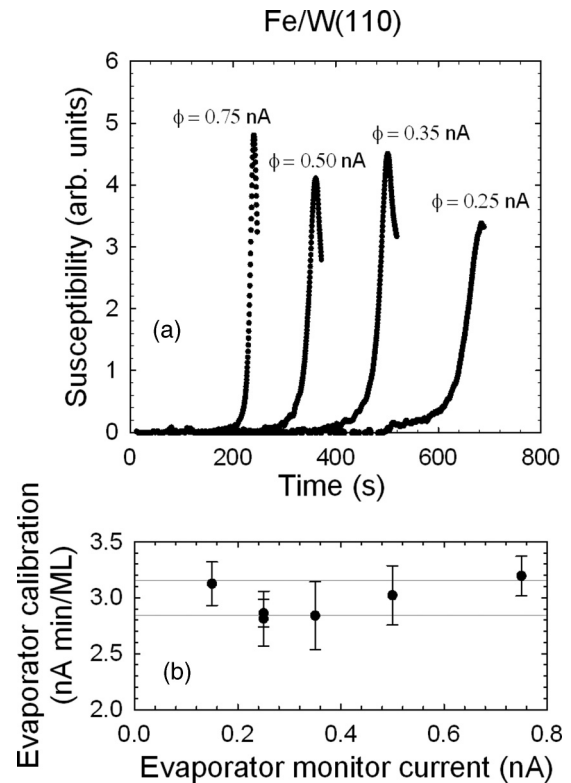 Fe/W(110)
6
5
4
3
2
1
0
Susceptibility (arb. units)
ϕ = 0.75 nA
ϕ = 0.50 nA
ϕ = 0.35 nA
ϕ = 0.25 nA
(a)
0 200 400 600 800
Time (s)
Evaporator calibration
(nA min/ML)
3.5
3.0
2.5
2.0
(b)
0.0 0.2 0.4 0.6 0.8
Evaporator monitor current (nA)